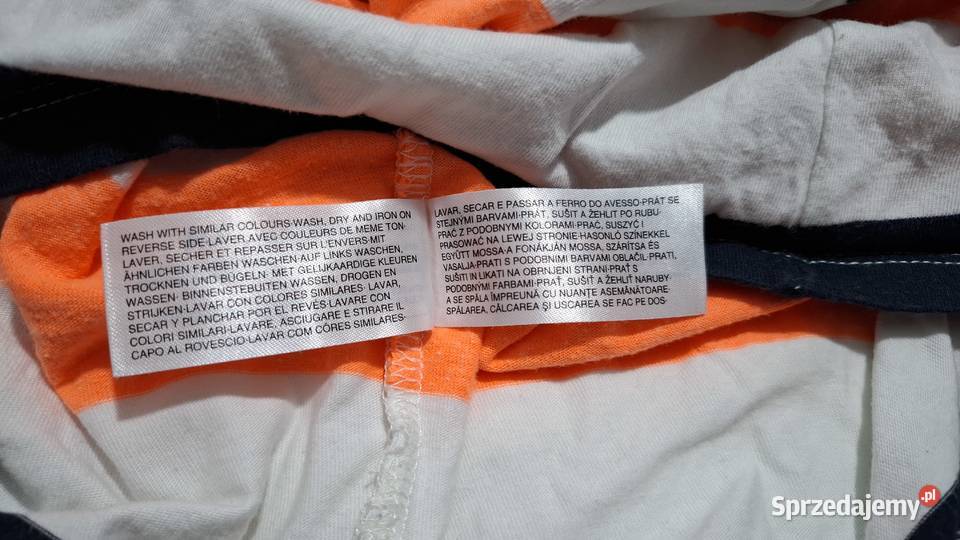 WASH WITH SIMILAR COLOURS-WASH, DRY AND IRON ON
REVERSE SIDE-LAVER AVEC COULEURS DE MEME TON-
LAVER, SECHER ET REPASSER SUR L'ENVERS-MIT
ÄHNLICHEN FARBEN WASCHEN-AUF LINKS WASCHEN,
TROCKNEN UND BÜGELN- MET GELIJKAARDIGE KLEUREN
WASSEN- BINNENSTEBUITEN WASSEN, DROGEN EN
STRIJKEN-LAVAR CON COLORES SIMILARES- LAVAR,
SECAR Y PLANCHAR POR EL REVÉS-LAVARE CON
COLORI SIMILARI-LAVARE, ASCIUGARE E STIRARE IL
CAPO AL ROVESCIO-LAVAR COM CÔRES SIMILARES-
LAVAR, SECAR E PASSAR A FERRO DO AVESSO-PRÁT SE
STEJNYMI BARVAMI-PRÁT, SUŠIT A ŽEHLIT PO RUBU-
PRAĆ Z PODOBNYMI KOLORAMI-PRAĆ, SUSZYĆ I
PRASOWAĆ NA LEWEJ STRONIE-HASONLÓ SZÍNEKKEL
EGYÜTT MOSSA-A FONÁKJÁN MOSSA, SZÁRÍTSA ÉS
VASALJA-PRATI S PODOBNIMI BARVAMI OBLAČIL-PRATI,
SUŠITI IN LIKATI NA OBRNJENI STRANI-PRAŤ S
PODOBNÝMI FARBAMI-PRAŤ, SUŠIŤ A ŽEHLIŤ NARUBY-
A SE SPĂLA ÎMPREUNĂ CU NUANŢE ASEMĂNĂTOARE-
SPĂLAREA, CĂLCAREA ŞI USCAREA SE FAC PE DOS-
Sprzedajemy.pl